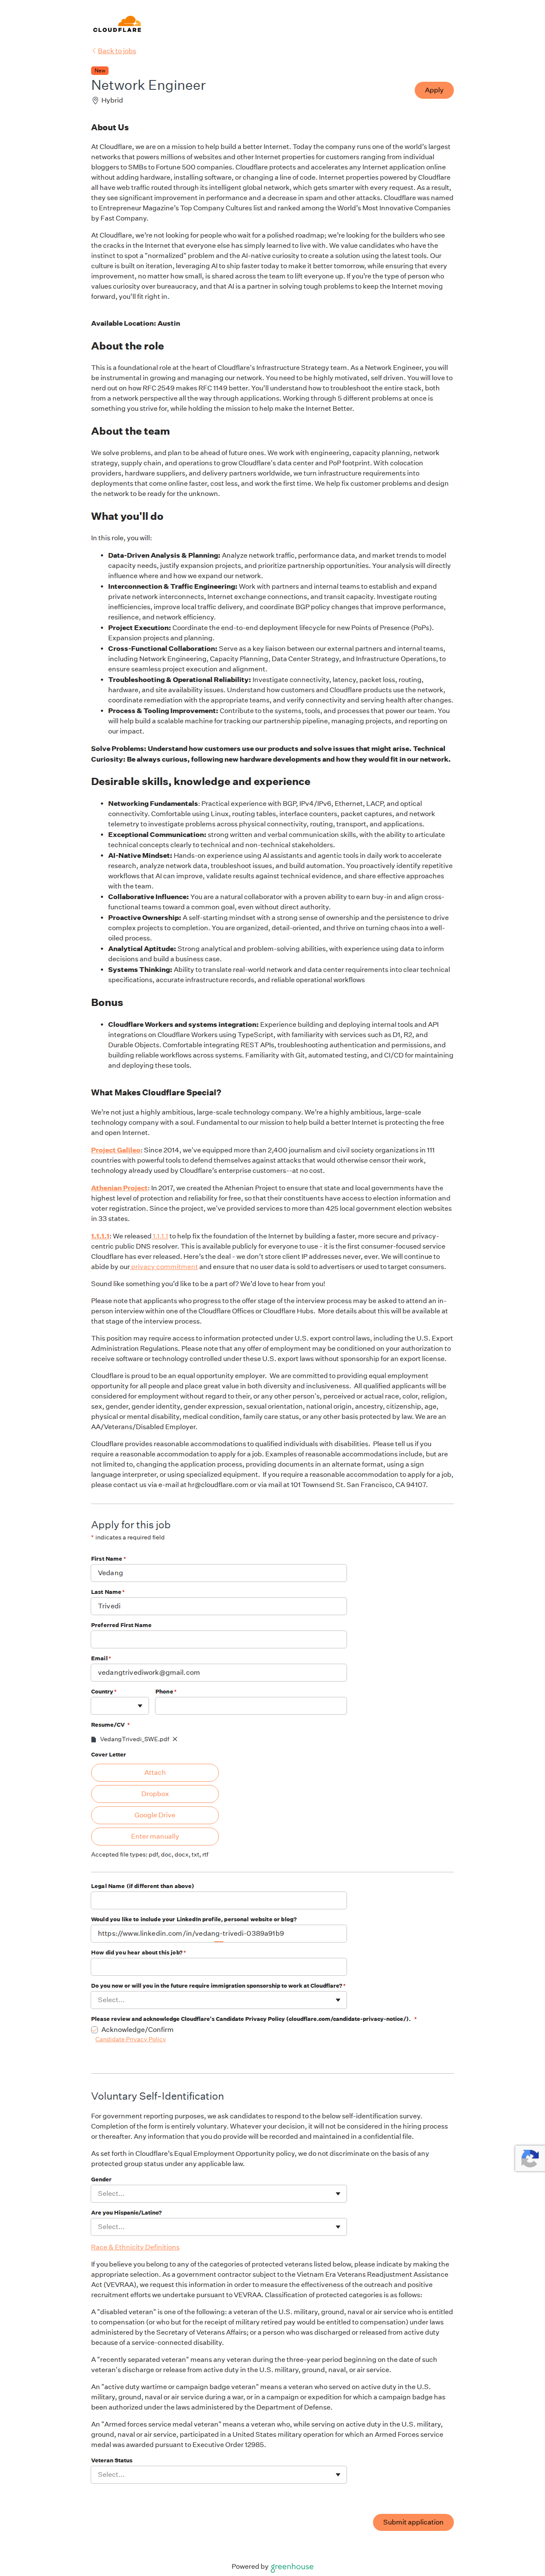 CLOUDFLARE
Back to jobs
New
Network Engineer
Hybrid
Apply
About Us
At Cloudflare, we are on a mission to help build a better Internet. Today the company runs one of the world's largest
networks that powers millions of websites and other Internet properties for customers ranging from individual
bloggers to SMBs to Fortune 500 companies. Cloudflare protects and accelerates any Internet application online
without adding hardware, installing software, or changing a line of code. Internet properties powered by Cloudflare
all have web traffic routed through its intelligent global network, which gets smarter with every request. As a result,
they see significant improvement in performance and a decrease in spam and other attacks. Cloudflare was named
to Entrepreneur Magazine's Top Company Cultures list and ranked among the World's Most Innovative Companies
by Fast Company.
At Cloudflare, we're not looking for people who wait for a polished roadmap; we're looking for the builders who see
the cracks in the Internet that everyone else has simply learned to live with. We value candidates who have the
instinct to spot a "normalized" problem and the AI-native curiosity to create a solution using the latest tools. Our
culture is built on iteration, leveraging AI to ship faster today to make it better tomorrow, while ensuring that every
improvement, no matter how small, is shared across the team to lift everyone up. If you're the type of person who
values curiosity over bureaucracy, and that AI is a partner in solving tough problems to keep the Internet moving
forward, you'll fit right in.
Available Location: Austin
About the role
This is a foundational role at the heart of Cloudflare's Infrastructure Strategy team. As a Network Engineer, you will
be instrumental in growing and managing our network. You need to be highly motivated, self driven. You will love to
nerd out on how RFC 2549 makes RFC 1149 better. You'll understand how to troubleshoot the entire stack, both
from a network perspective all the way through applications. Working through 5 different problems at once is
something you strive for, while holding the mission to help make the Internet Better.
About the team
We solve problems, and plan to be ahead of future ones. We work with engineering, capacity planning, network
strategy, supply chain, and operations to grow Cloudflare's data center and PoP footprint. With colocation
providers, hardware suppliers, and delivery partners worldwide, we turn infrastructure requirements into
deployments that come online faster, cost less, and work the first time. We help fix customer problems and design
the network to be ready for the unknown.
What you'll do
In this role, you will:
Data-Driven Analysis & Planning: Analyze network traffic, performance data, and market trends to model
capacity needs, justify expansion projects, and prioritize partnership opportunities. Your analysis will directly
influence where and how we expand our network.
Interconnection & Traffic Engineering: Work with partners and internal teams to establish and expand
private network interconnects, Internet exchange connections, and transit capacity. Investigate routing
inefficiencies, improve local traffic delivery, and coordinate BGP policy changes that improve performance,
resilience, and network efficiency.
Project Execution: Coordinate the end-to-end deployment lifecycle for new Points of Presence (PoPs).
Expansion projects and planning.
Cross-Functional Collaboration: Serve as a key liaison between our external partners and internal teams,
including Network Engineering, Capacity Planning, Data Center Strategy, and Infrastructure Operations, to
ensure seamless project execution and alignment.
Troubleshooting & Operational Reliability: Investigate connectivity, latency, packet loss, routing,
hardware, and site availability issues. Understand how customers and Cloudflare products use the network,
coordinate remediation with the appropriate teams, and verify connectivity and serving health after changes.
Process & Tooling Improvement: Contribute to the systems, tools, and processes that power our team. You
will help build a scalable machine for tracking our partnership pipeline, managing projects, and reporting on
our impact.
Solve Problems: Understand how customers use our products and solve issues that might arise. Technical
Curiosity: Be always curious, following new hardware developments and how they would fit in our network.
Desirable skills, knowledge and experience
Networking Fundamentals: Practical experience with BGP, IPv4/IPv6, Ethernet, LACP, and optical
connectivity. Comfortable using Linux, routing tables, interface counters, packet captures, and network
telemetry to investigate problems across physical connectivity, routing, transport, and applications.
Exceptional Communication: strong written and verbal communication skills, with the ability to articulate
technical concepts clearly to technical and non-technical stakeholders.
AI-Native Mindset: Hands-on experience using AI assistants and agentic tools in daily work to accelerate
research, analyze network data, troubleshoot issues, and build automation. You proactively identify repetitive
workflows that AI can improve, validate results against technical evidence, and share effective approaches
with the team.
Collaborative Influence: You are a natural collaborator with a proven ability to earn buy-in and align cross-
functional teams toward a common goal, even without direct authority.
Proactive Ownership: A self-starting mindset with a strong sense of ownership and the persistence to drive
complex projects to completion. You are organized, detail-oriented, and thrive on turning chaos into a well-
oiled process.
Analytical Aptitude: Strong analytical and problem-solving abilities, with experience using data to inform
decisions and build a business case.
Systems Thinking: Ability to translate real-world network and data center requirements into clear technical
specifications, accurate infrastructure records, and reliable operational workflows
Bonus
Cloudflare Workers and systems integration: Experience building and deploying internal tools and API
integrations on Cloudflare Workers using TypeScript, with familiarity with services such as D1, R2, and
Durable Objects. Comfortable integrating REST APIs, troubleshooting authentication and permissions, and
building reliable workflows across systems. Familiarity with Git, automated testing, and CI/CD for maintaining
and deploying these tools.
What Makes Cloudflare Special?
We're not just a highly ambitious, large-scale technology company. We're a highly ambitious, large-scale
technology company with a soul. Fundamental to our mission to help build a better Internet is protecting the free
and open Internet.
Project Galileo: Since 2014, we've equipped more than 2,400 journalism and civil society organizations in 111
countries with powerful tools to defend themselves against attacks that would otherwise censor their work,
technology already used by Cloudflare's enterprise customers--at no cost.
Athenian Project: In 2017, we created the Athenian Project to ensure that state and local governments have the
highest level of protection and reliability for free, so that their constituents have access to election information and
voter registration. Since the project, we've provided services to more than 425 local government election websites
in 33 states.
1.1.1.1: We released 1.1.1.1 to help fix the foundation of the Internet by building a faster, more secure and privacy-
centric public DNS resolver. This is available publicly for everyone to use - it is the first consumer-focused service
Cloudflare has ever released. Here's the deal - we don't store client IP addresses never, ever. We will continue to
abide by our privacy commitment and ensure that no user data is sold to advertisers or used to target consumers.
Sound like something you'd like to be a part of? We'd love to hear from you!
Please note that applicants who progress to the offer stage of the interview process may be asked to attend an in-
person interview within one of the Cloudflare Offices or Cloudflare Hubs. More details about this will be available at
that stage of the interview process.
This position may require access to information protected under U.S. export control laws, including the U.S. Export
Administration Regulations. Please note that any offer of employment may be conditioned on your authorization to
receive software or technology controlled under these U.S. export laws without sponsorship for an export license.
Cloudflare is proud to be an equal opportunity employer. We are committed to providing equal employment
opportunity for all people and place great value in both diversity and inclusiveness. All qualified applicants will be
considered for employment without regard to their, or any other person's, perceived or actual race, color, religion,
sex, gender, gender identity, gender expression, sexual orientation, national origin, ancestry, citizenship, age,
physical or mental disability, medical condition, family care status, or any other basis protected by law. We are an
AA/Veterans/Disabled Employer.
Cloudflare provides reasonable accommodations to qualified individuals with disabilities. Please tell us if you
require a reasonable accommodation to apply for a job. Examples of reasonable accommodations include, but are
not limited to, changing the application process, providing documents in an alternate format, using a sign
language interpreter, or using specialized equipment. If you require a reasonable accommodation to apply for a job,
please contact us via e-mail at hr@cloudflare.com or via mail at 101 Townsend St. San Francisco, CA 94107.
Apply for this job
* indicates a required field
First Name *
Vedang
Last Name *
Trivedi
Preferred First Name
Email *
vedangtrivediwork@gmail.com
Country * Phone *
Resume/CV *
VedangTrivedi_SWE.pdf
Cover Letter
Attach
Dropbox
Google Drive
Enter manually
Accepted file types: pdf, doc, docx, txt, rtf
Legal Name (if different than above)
Would you like to include your LinkedIn profile, personal website or blog?
https://www.linkedin.com/in/vedang-trivedi-0389a91b9
How did you hear about this job? *
Do you now or will you in the future require immigration sponsorship to work at Cloudflare? *
Select...
Please review and acknowledge Cloudflare's Candidate Privacy Policy (cloudflare.com/candidate-privacy-notice/). *
Acknowledge/Confirm
Candidate Privacy Policy
Voluntary Self-Identification
For government reporting purposes, we ask candidates to respond to the below self-identification survey.
Completion of the form is entirely voluntary. Whatever your decision, it will not be considered in the hiring process
or thereafter. Any information that you do provide will be recorded and maintained in a confidential file.
As set forth in Cloudflare's Equal Employment Opportunity policy, we do not discriminate on the basis of any
protected group status under any applicable law.
Gender
Select...
Are you Hispanic/Latino?
Select...
Race & Ethnicity Definitions
If you believe you belong to any of the categories of protected veterans listed below, please indicate by making the
appropriate selection. As a government contractor subject to the Vietnam Era Veterans Readjustment Assistance
Act (VEVRAA), we request this information in order to measure the effectiveness of the outreach and positive
recruitment efforts we undertake pursuant to VEVRAA. Classification of protected categories is as follows:
A "disabled veteran" is one of the following: a veteran of the U.S. military, ground, naval or air service who is entitled
to compensation (or who but for the receipt of military retired pay would be entitled to compensation) under laws
administered by the Secretary of Veterans Affairs; or a person who was discharged or released from active duty
because of a service-connected disability.
A "recently separated veteran" means any veteran during the three-year period beginning on the date of such
veteran's discharge or release from active duty in the U.S. military, ground, naval, or air service.
An "active duty wartime or campaign badge veteran" means a veteran who served on active duty in the U.S.
military, ground, naval or air service during a war, or in a campaign or expedition for which a campaign badge has
been authorized under the laws administered by the Department of Defense.
An "Armed forces service medal veteran" means a veteran who, while serving on active duty in the U.S. military,
ground, naval or air service, participated in a United States military operation for which an Armed Forces service
medal was awarded pursuant to Executive Order 12985.
Veteran Status
Select...
Submit application
Powered by greenhouse